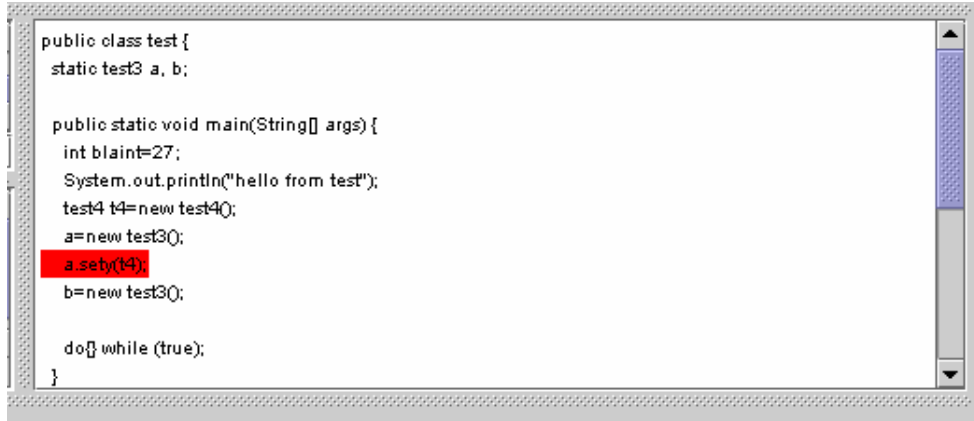 public class test {
static test3 a, b;
public static void main(String[] args) {
int blaint=27;
System.out.println("hello from test");
test4 t4=new test4();
a=new test3();
a.sety(t4);
b=new test3();
do{} while (true);
}